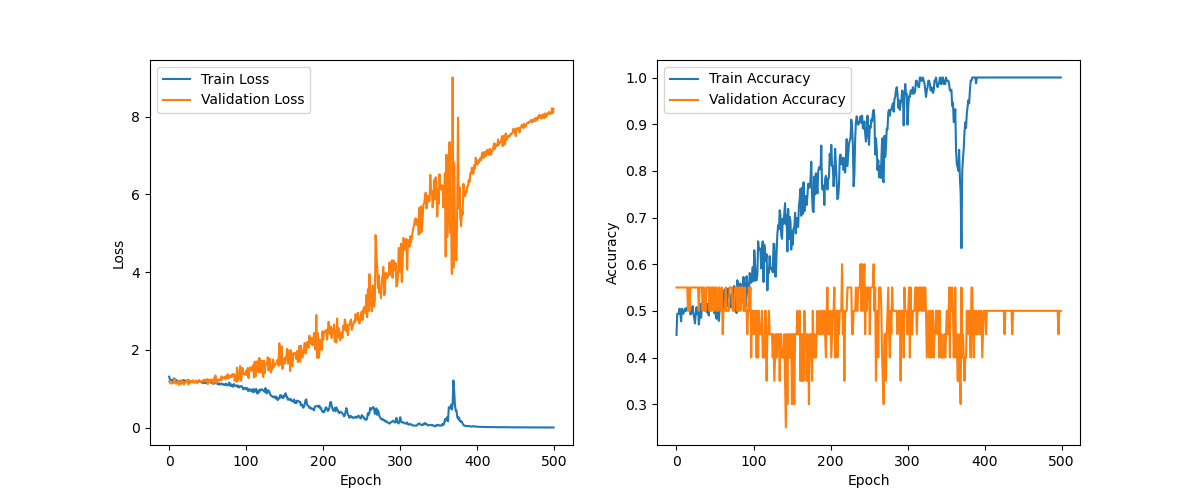 Train Loss
Validation Loss
8
6
4
2
0
Loss
0 100 200 300 400 500
Epoch
Train Accuracy
Validation Accuracy
1.0
0.9
0.8
0.7
0.6
0.5
0.4
0.3
Accuracy
0 100 200 300 400 500
Epoch